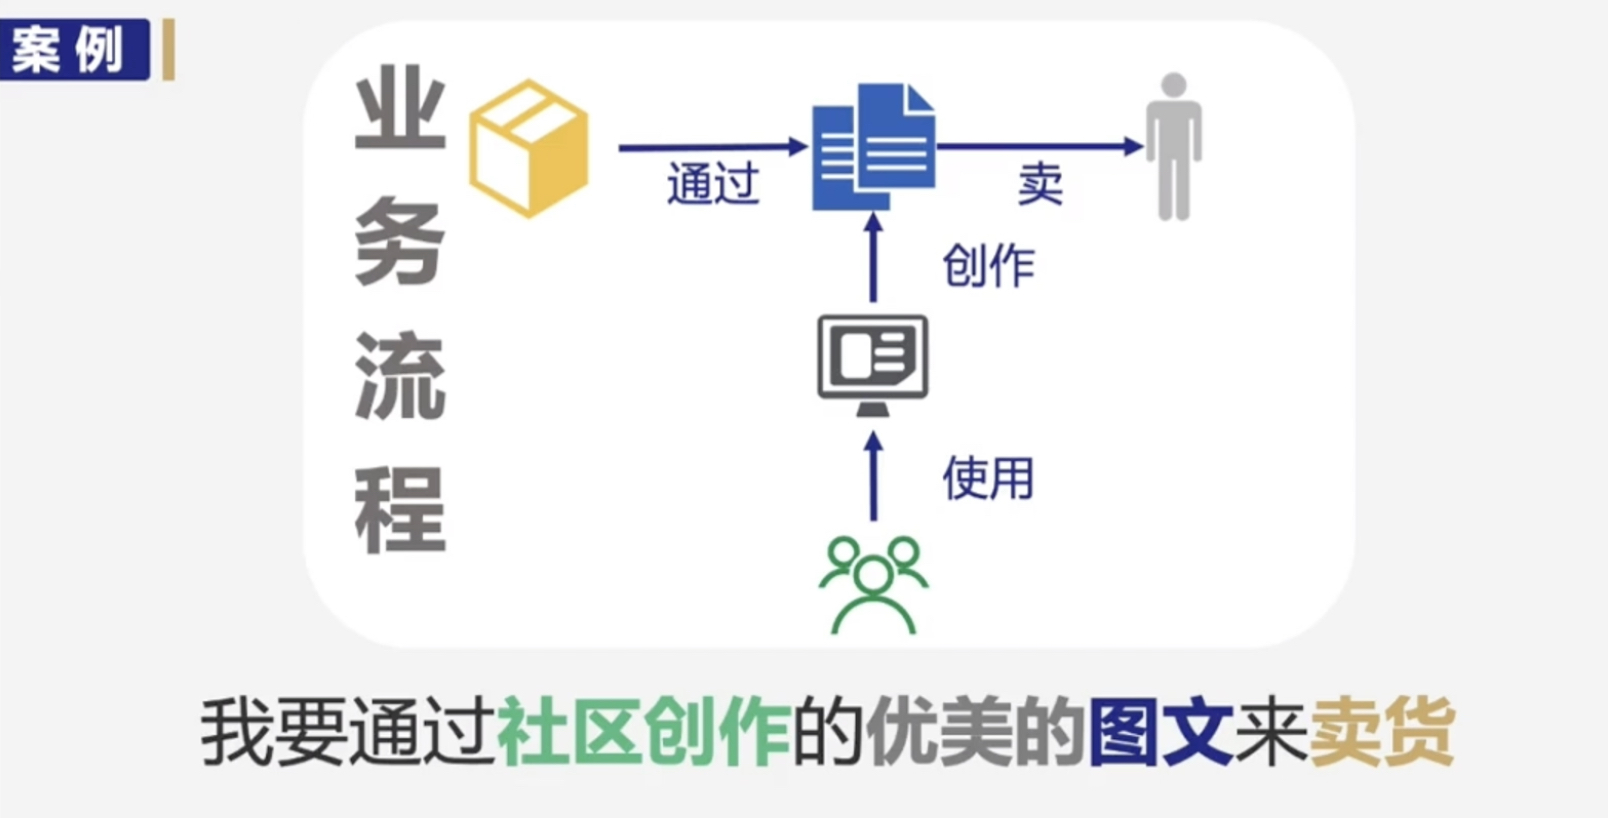 案例
业务流程
通过
卖
创作
使用
我要通过社区创作的优美的图文来卖货